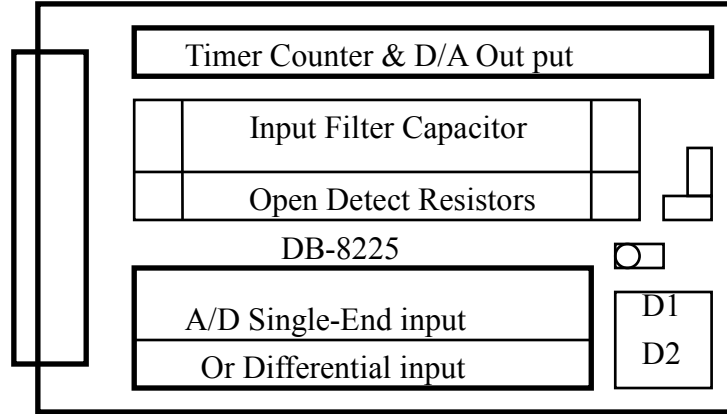 Timer Counter & D/A Out put
Input Filter Capacitor
Open Detect Resistors
DB-8225
A/D Single-End input
Or Differential input
D1
D2